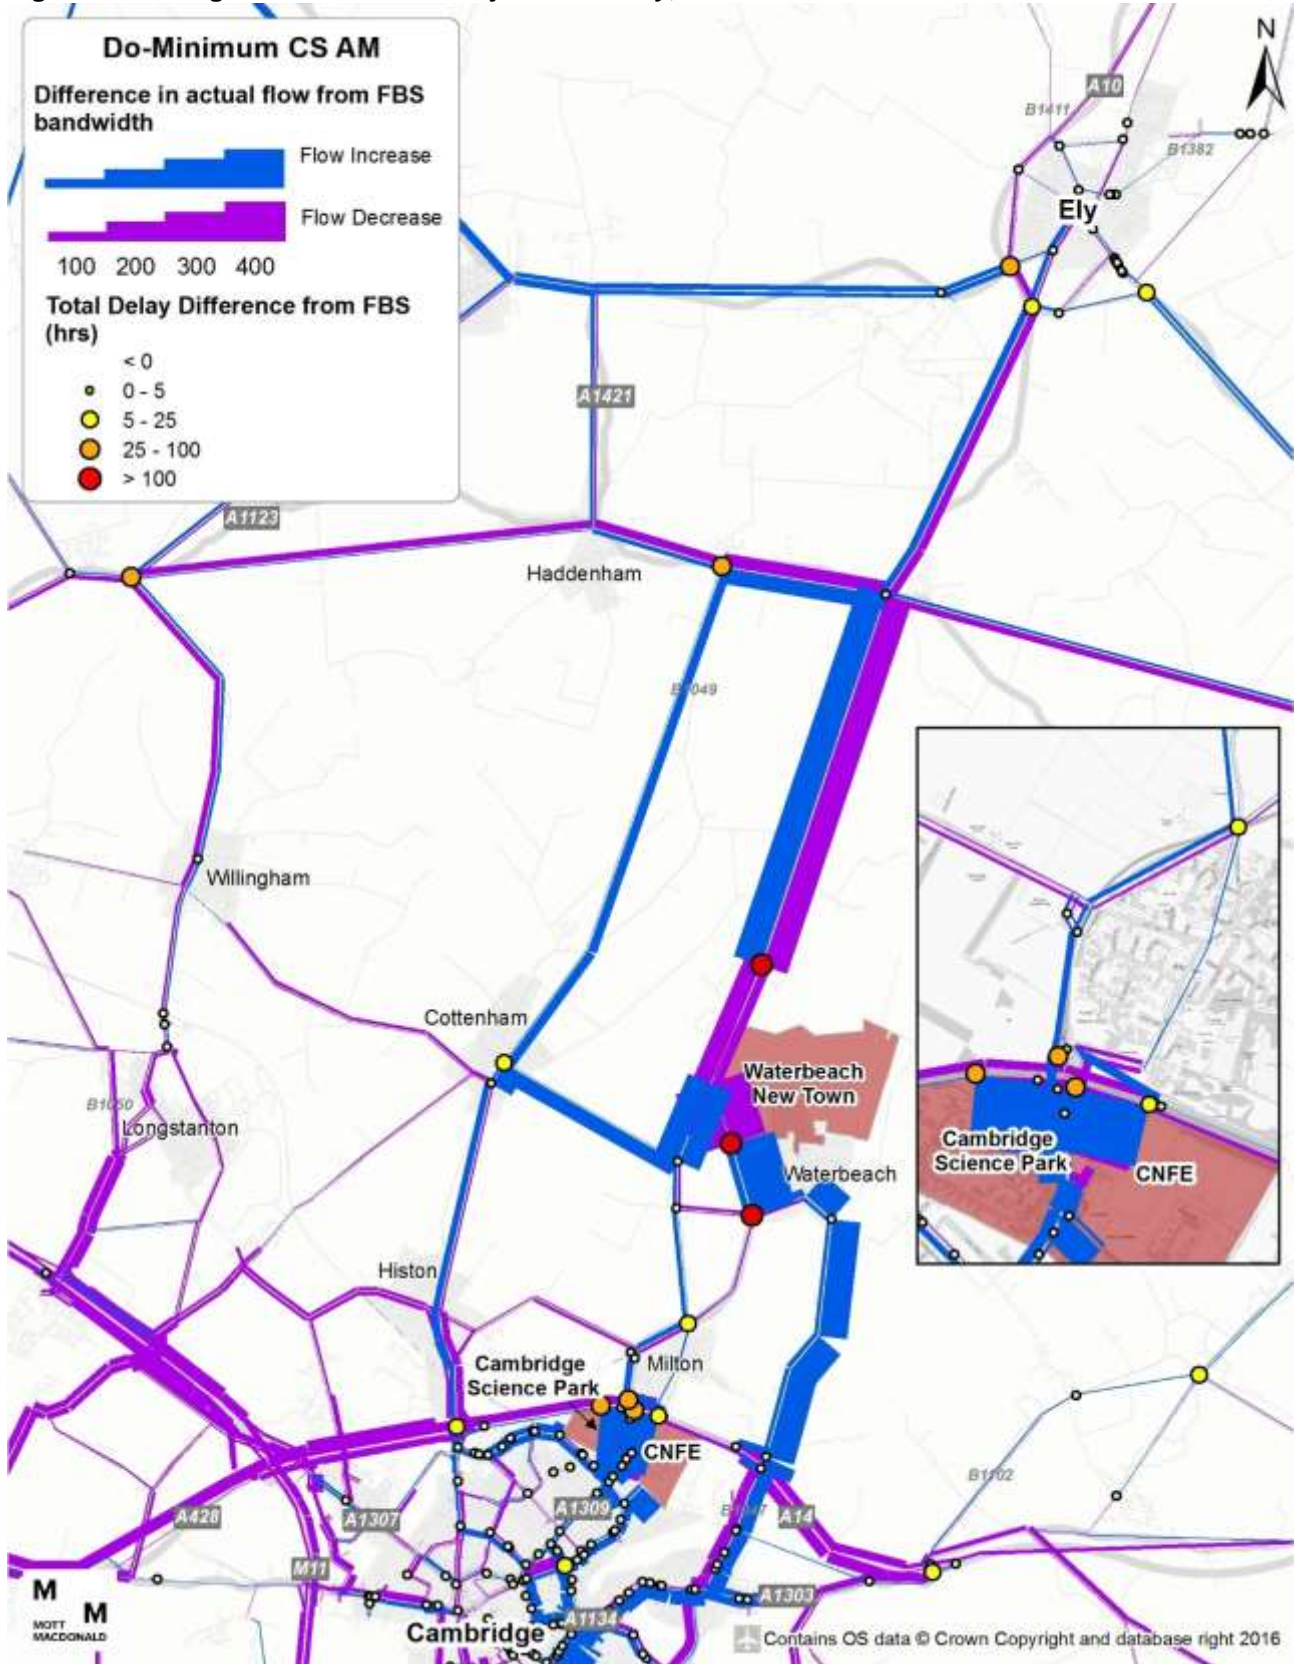 Do-Minimum CS AM
Difference in actual flow from FBS
bandwidth
Flow Increase
Flow Decrease
100 200 300 400
Total Delay Difference from FBS
(hrs)
< 0
0 - 5
5 - 25
25 - 100
> 100
N
A10
B1411
B1382
Ely
A1421
A1123
Haddenham
Willingham
Cottenham
Waterbeach
New Town
Longstanton
Waterbeach
Cambridge
Science Park
CNFE
Histon
Cambridge
Science Park
Milton
CNFE
B1102
A1309
A428
A1307
A14
M11
A1303
A1134
Cambridge
M
M
MOTT
MACDONALD
Contains OS data © Crown Copyright and database right 2016